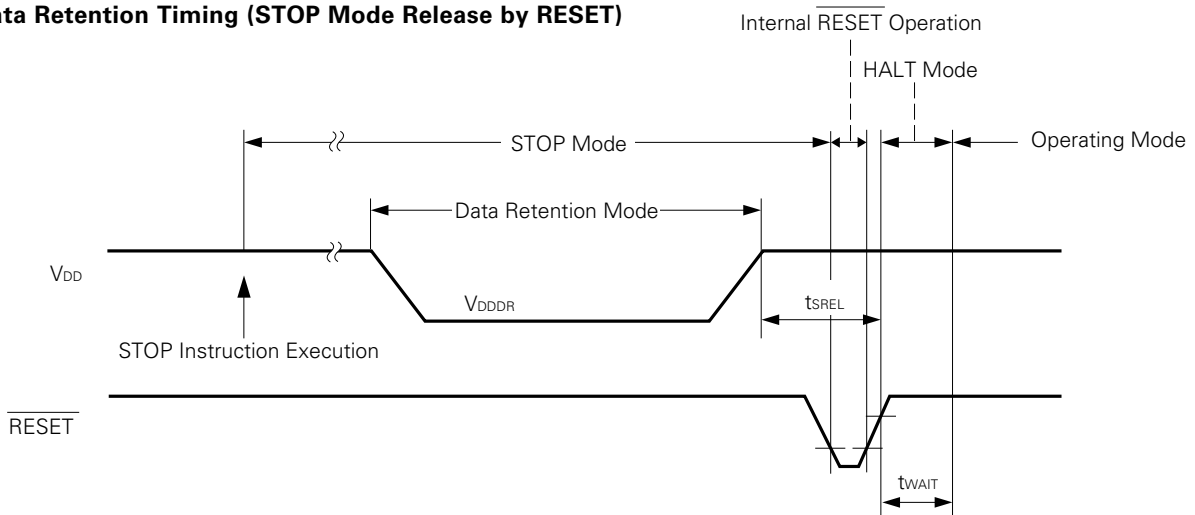 ata Retention Timing (STOP Mode Release by RESET)
Internal RESET Operation
HALT Mode
STOP Mode
Operating Mode
Data Retention Mode
VDD
VDDDR
tSREL
STOP Instruction Execution
RESET
tWAIT